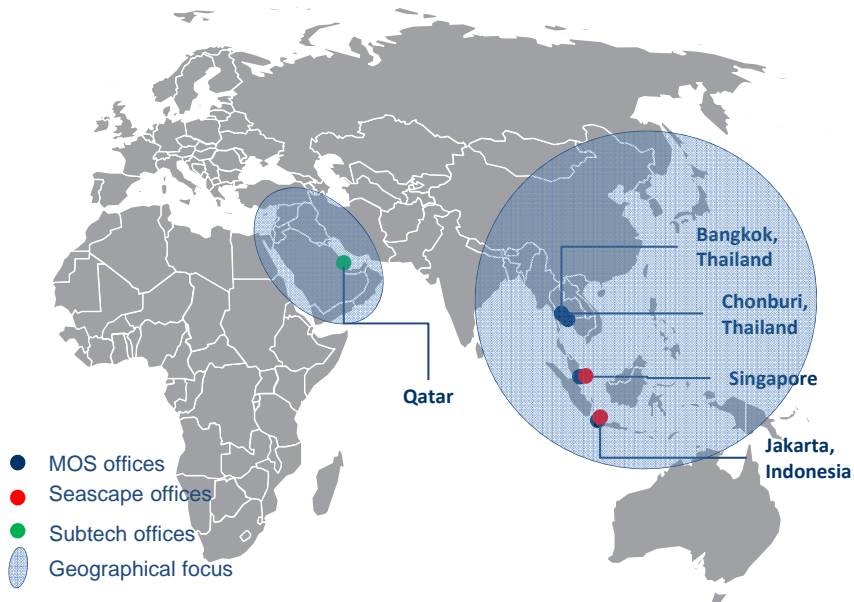 Bangkok,
Thailand
Chonburi,
Thailand
Singapore
Qatar
Jakarta,
Indonesia
MOS offices
Seascape offices
Subtech offices
Geographical focus